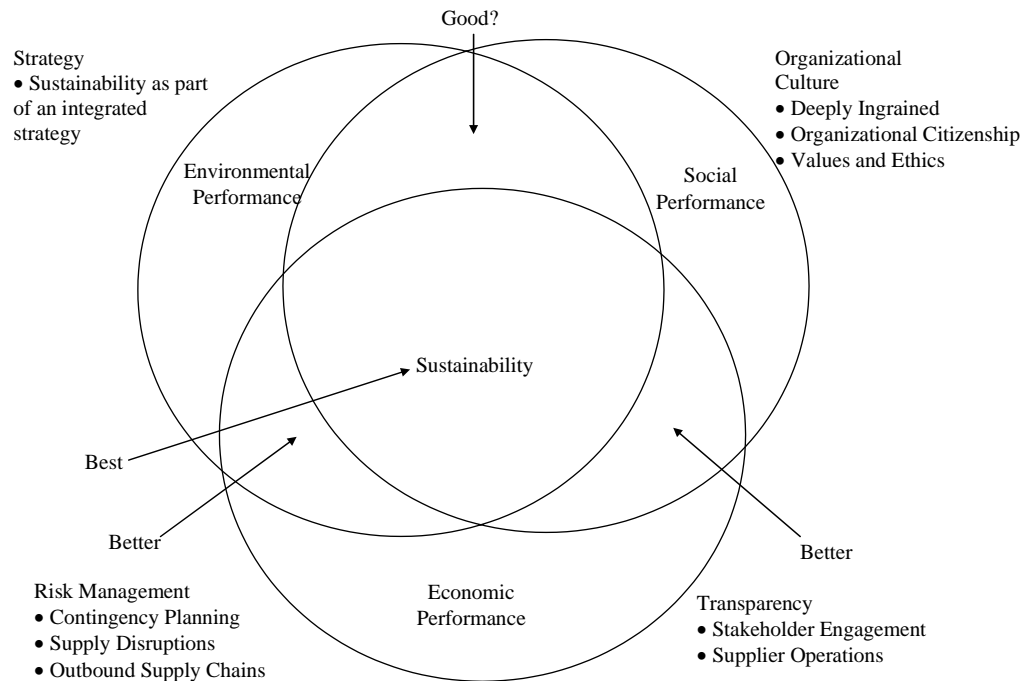 Good?
Strategy
• Sustainability as part
of an integrated
strategy
Organizational
Culture
• Deeply Ingrained
• Organizational Citizenship
• Values and Ethics
Environmental
Performance
Social
Performance
Sustainability
Best
Better
Better
Risk Management
• Contingency Planning
• Supply Disruptions
• Outbound Supply Chains
Economic
Performance
Transparency
• Stakeholder Engagement
• Supplier Operations